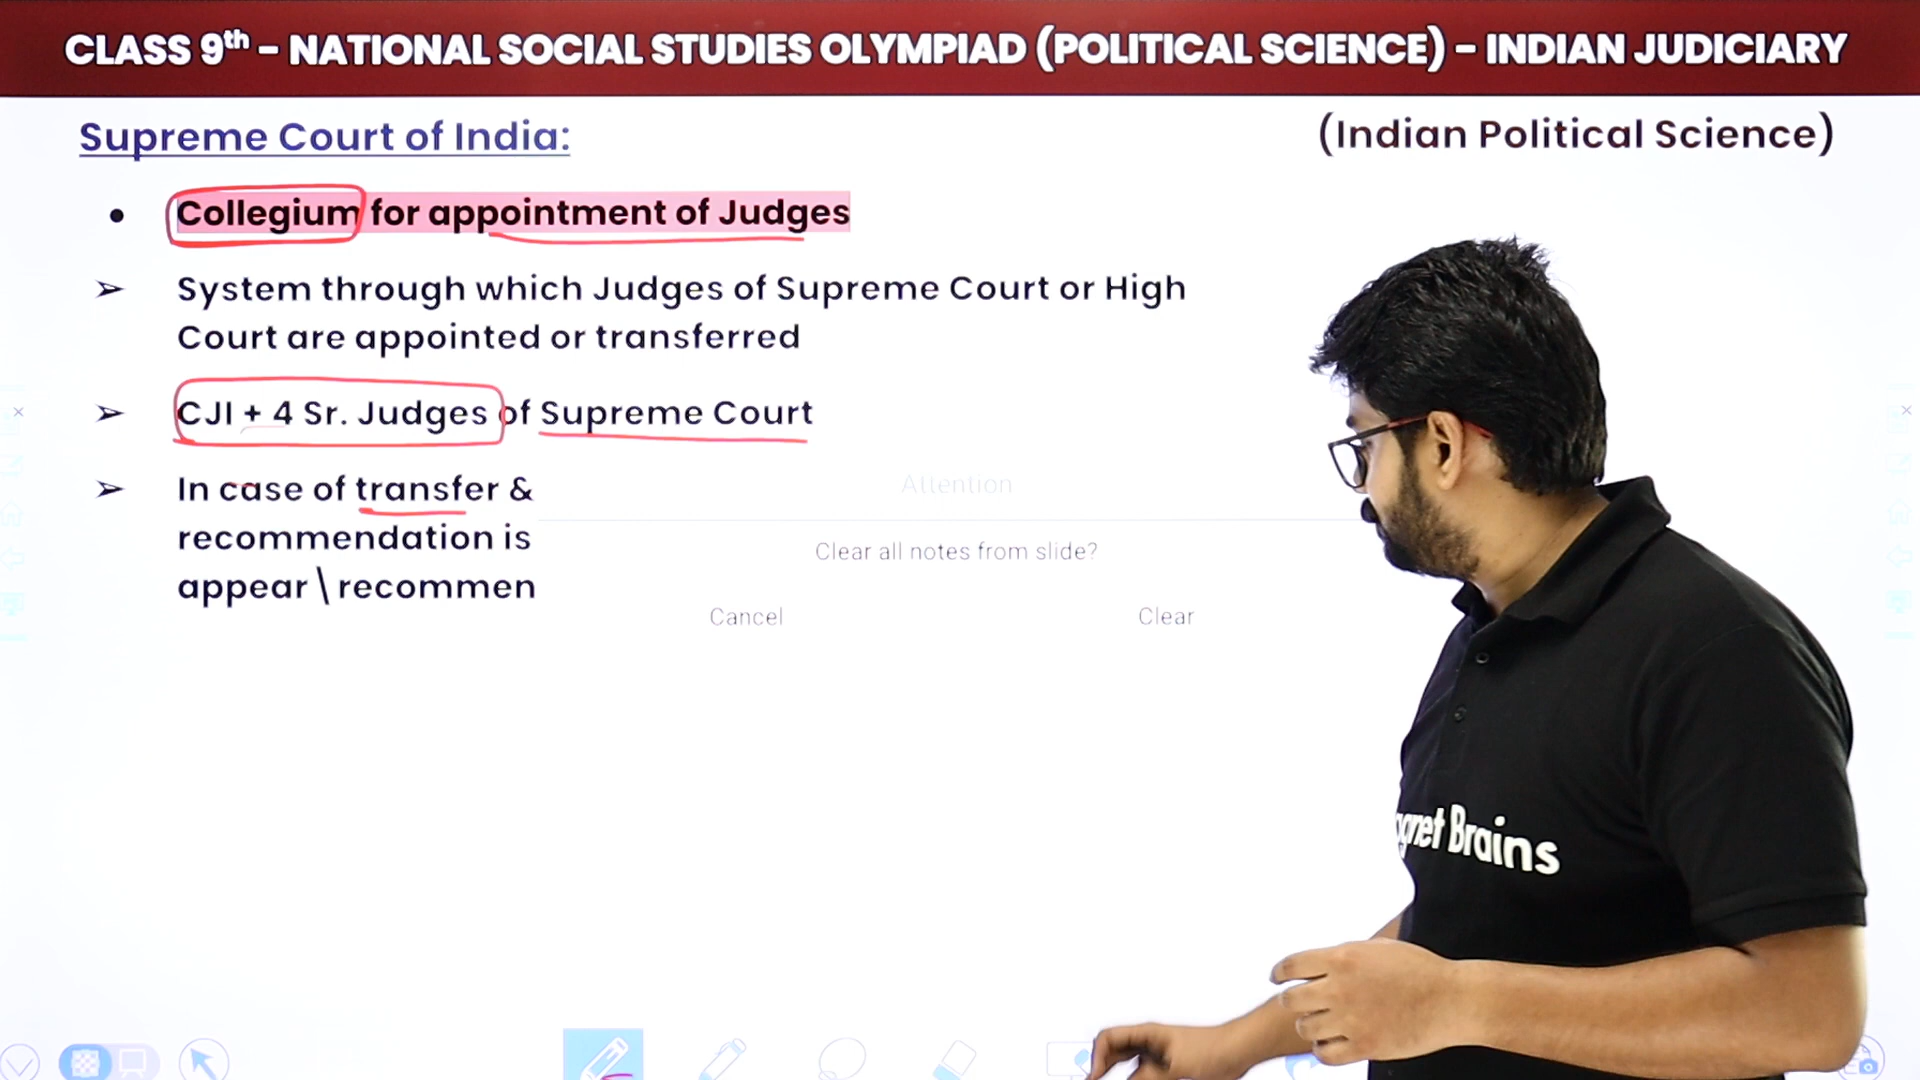 CLASS 9th – NATIONAL SOCIAL STUDIES OLYMPIAD (POLITICAL SCIENCE) – INDIAN JUDICIARY
Supreme Court of India:
(Indian Political Science)
• Collegium for appointment of Judges
➢ System through which Judges of Supreme Court or High
Court are appointed or transferred
➢ CJI + 4 Sr. Judges of Supreme Court
➢ In case of transfer &
recommendation is
appear \ recommen
Attention
Clear all notes from slide?
Cancel
Clear
Brains